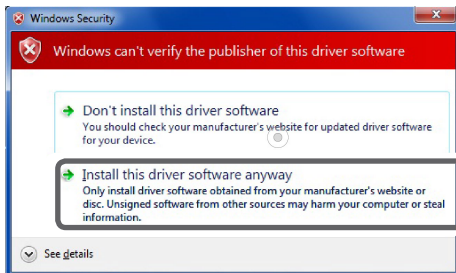 Windows Security
Windows can't verify the publisher of this driver software
Don't install this driver software
You should check your manufacturer's website for updated driver software
for your device.
Install this driver software anyway
Only install driver software obtained from your manufacturer's website or
disc. Unsigned software from other sources may harm your computer or steal
information.
See details